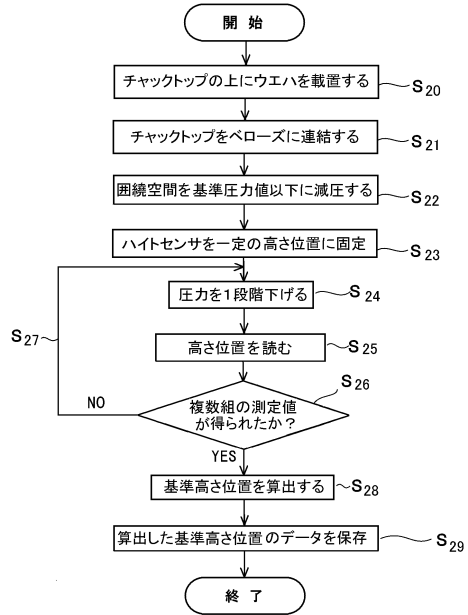 開 始
チャックトップの上にウエハを載置する
S20
チャックトップをベローズに連結する
S21
囲繞空間を基準圧力値以下に減圧する
S22
ハイトセンサを一定の高さ位置に固定
S23
圧力を1段階下げる
S24
S27
高さ位置を読む
S25
複数組の測定値
が得られたか?
S26
NO
YES
基準高さ位置を算出する
S28
算出した基準高さ位置のデータを保存
S29
終 了